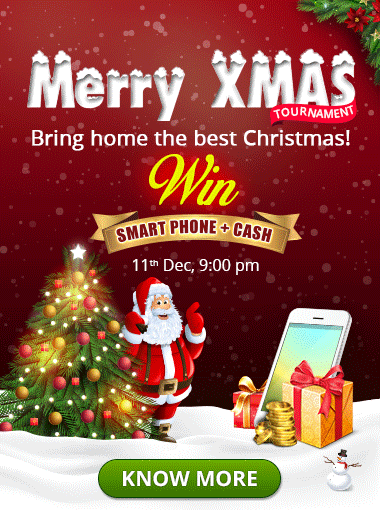 Merry XMAS
TOURNAMENT
Bring home the best Christmas!
Win
SMART PHONE + CASH
11th Dec, 9:00 pm
KNOW MORE